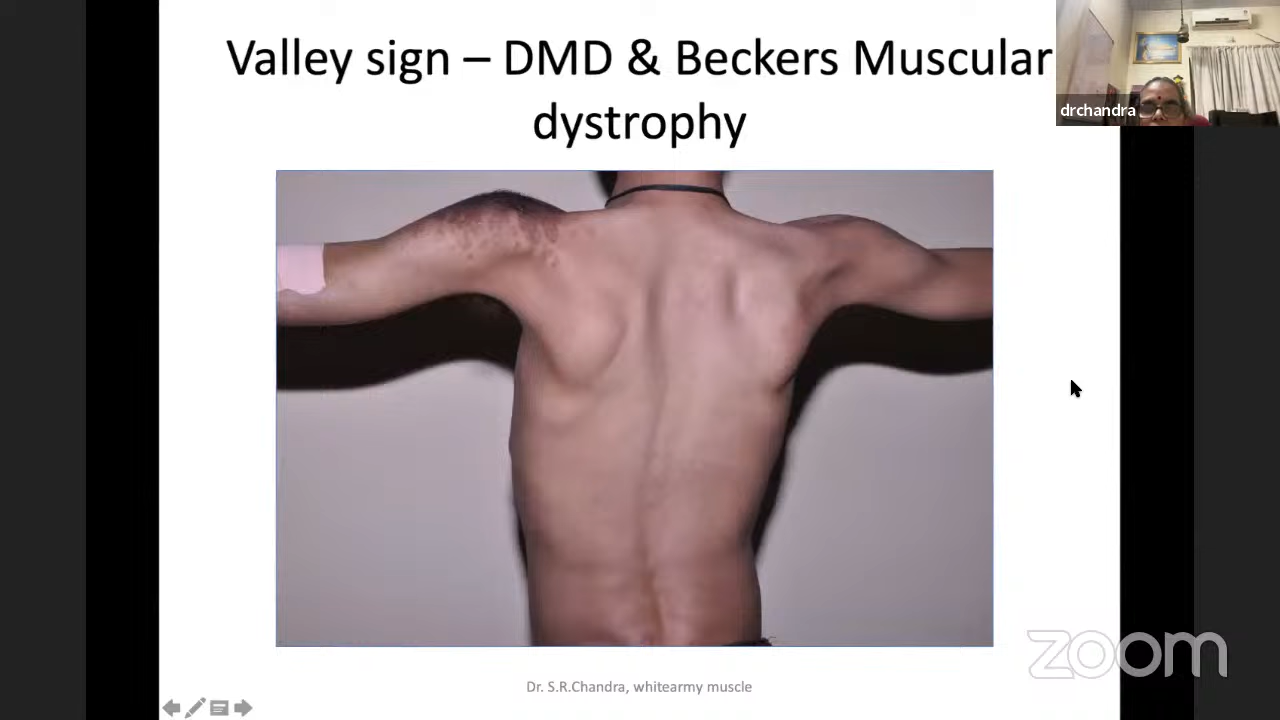 Valley sign – DMD & Beckers Muscular
dystrophy
drchandra
Dr. S.R.Chandra, whitearmy muscle
zoom